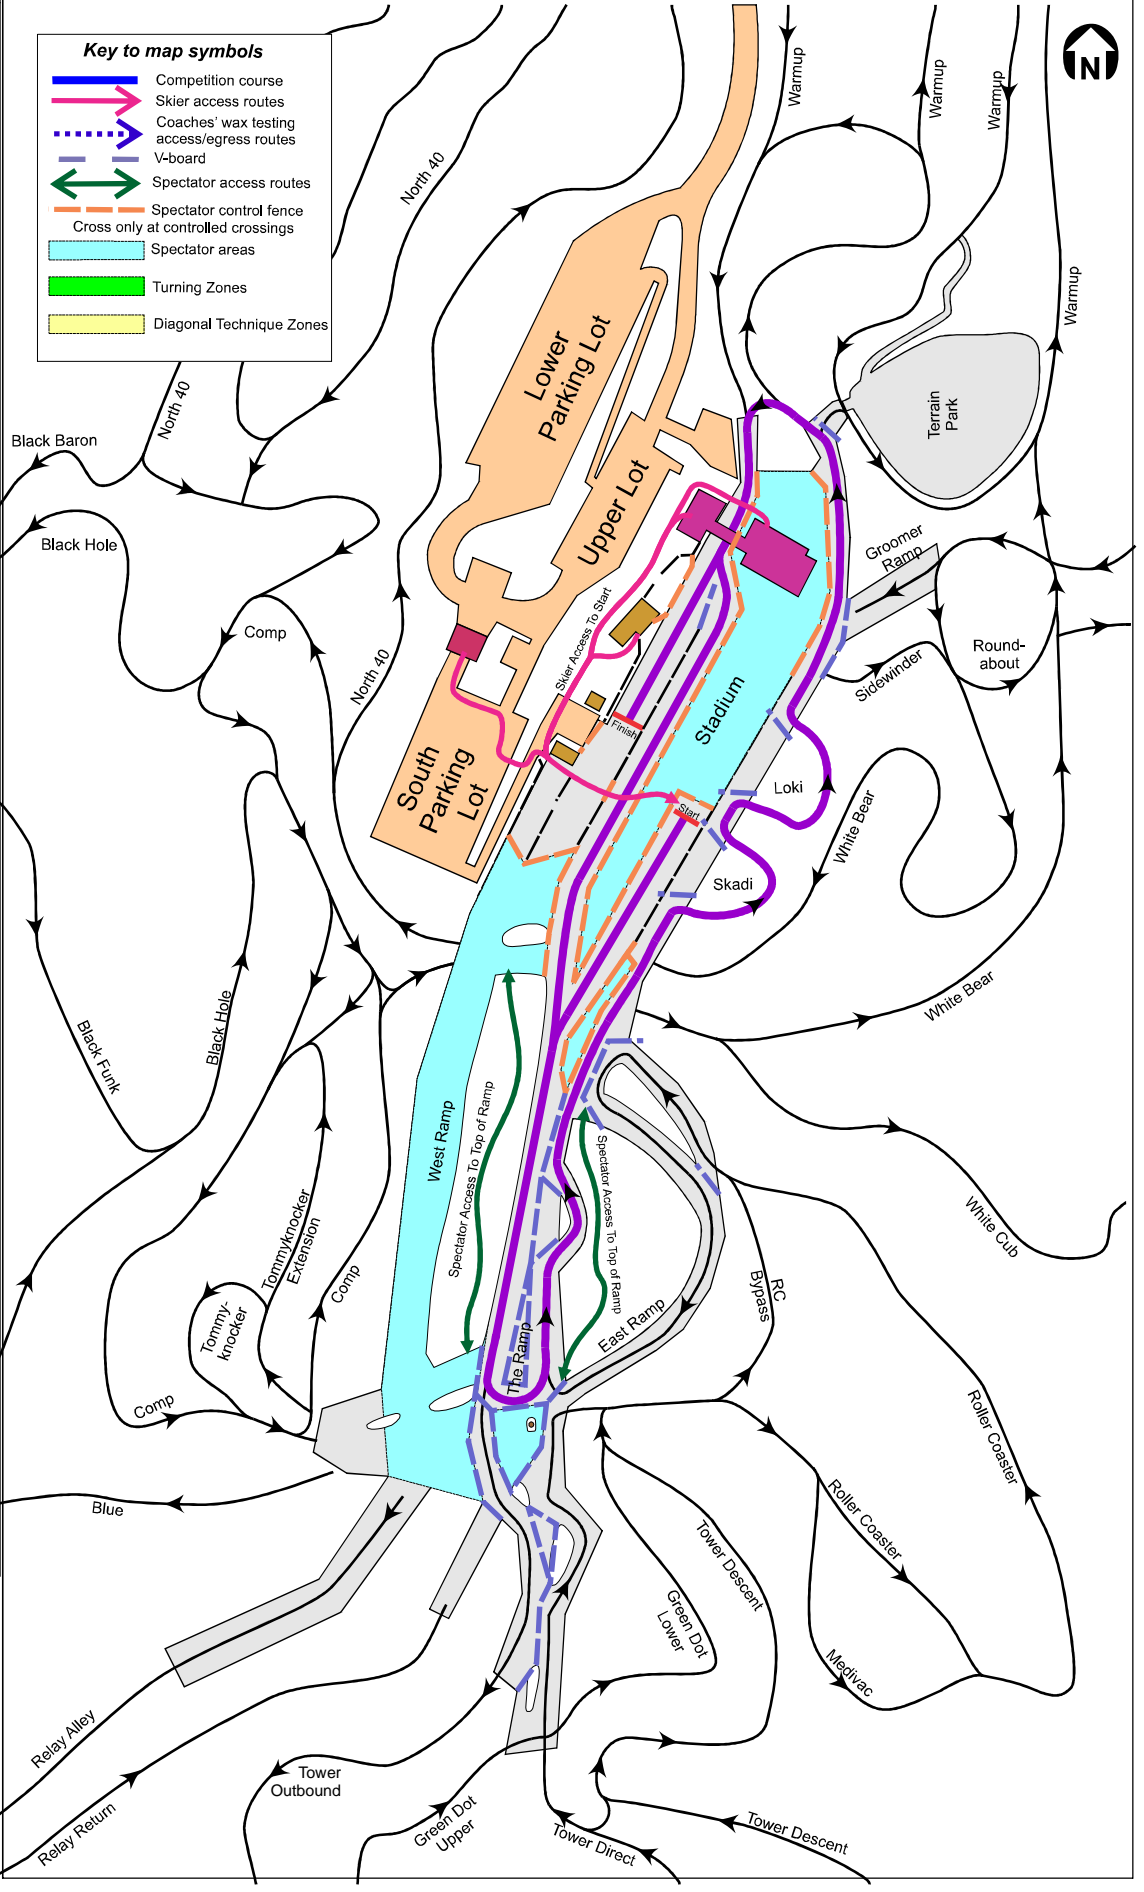 Key to map symbols
Competition course
Skier access routes
Coaches' wax testing
access/egress routes
V-board
Spectator access routes
Spectator control fence
Cross only at controlled crossings
Spectator areas
Turning Zones
Diagonal Technique Zones
N
Warmup
Warmup
Warmup
Warmup
North 40
North 40
North 40
Black Baron
Black Hole
Comp
Lower
Parking Lot
Upper Lot
Terrain
Park
Groomer
Ramp
Round-
about
Sidewinder
Skier Access To Start
Stadium
Finish
Start
South
Parking
Lot
Loki
Skadi
White Bear
White Bear
Black Hole
Black Funk
West Ramp
Spectator Access To Top of Ramp
Spectator Access To Top of Ramp
White Cub
Tommyknocker
Extension
Comp
Tommy-
knocker
Comp
RC
Bypass
East Ramp
The Ramp
Roller Coaster
Roller Coaster
Blue
Tower Descent
Green Dot
Lower
Medivac
Relay Alley
Relay Return
Tower
Outbound
Green Dot
Upper
Tower Direct
Tower Descent